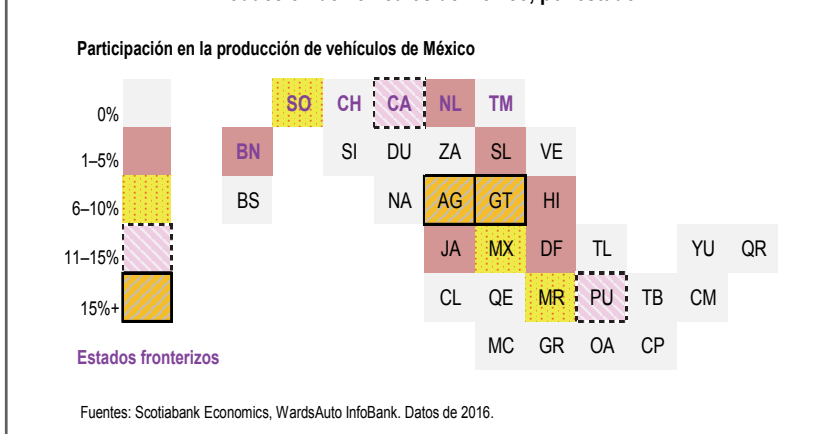 Participación en la producción de vehículos de México
0% SO CH CA NL TM
1–5% BN SI DU ZA SL VE
6–10% BS NA AG GT HI
11–15% JA MX DF TL YU QR
15%+ CL QE MR PU TB CM
MC GR OA CP
Estados fronterizos
Fuentes: Scotiabank Economics, WardsAuto InfoBank. Datos de 2016.